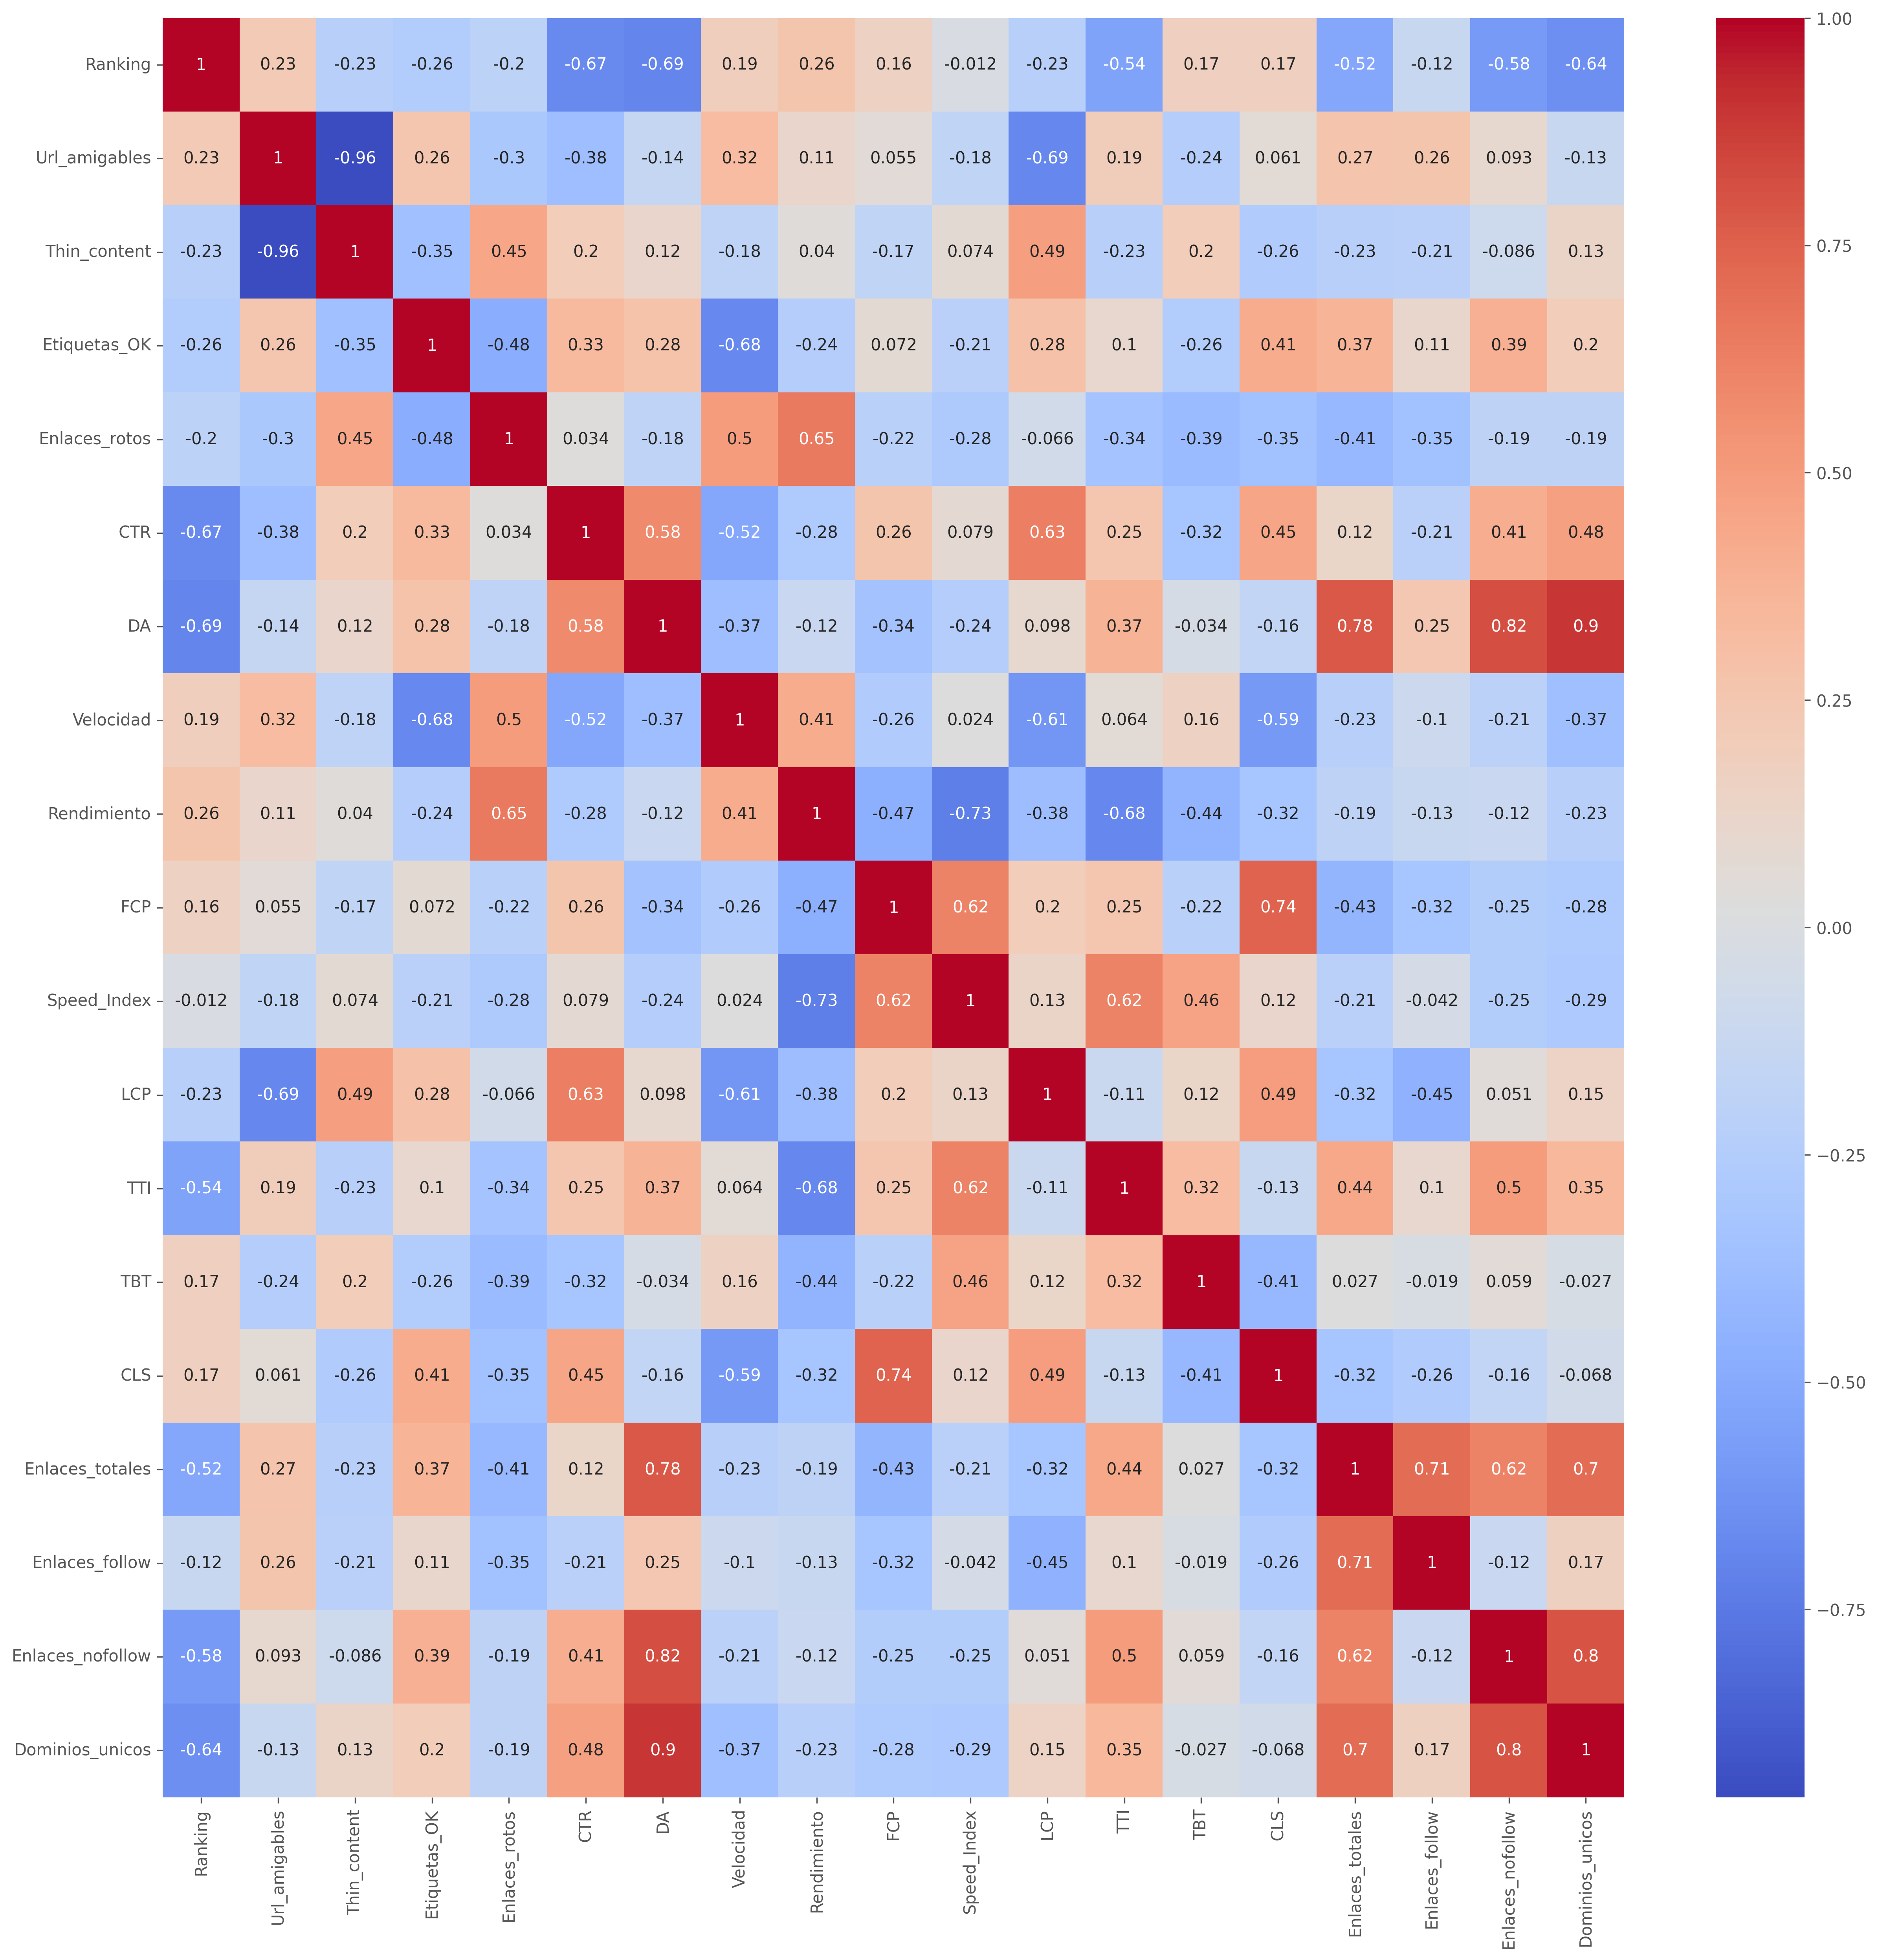 Ranking 1 0.23 -0.23 -0.26 -0.2 -0.67 -0.69 0.19 0.26 0.16 -0.012 -0.23 -0.54 0.17 0.17 -0.52 -0.12 -0.58 -0.64
Url_amigables 0.23 1 -0.96 0.26 -0.3 -0.38 -0.14 0.32 0.11 0.055 -0.18 -0.69 0.19 -0.24 0.061 0.27 0.26 0.093 -0.13
Thin_content -0.23 -0.96 1 -0.35 0.45 0.2 0.12 -0.18 0.04 -0.17 0.074 0.49 -0.23 0.2 -0.26 -0.23 -0.21 -0.086 0.13
Etiquetas_OK -0.26 0.26 -0.35 1 -0.48 0.33 0.28 -0.68 -0.24 0.072 -0.21 0.28 0.1 -0.26 0.41 0.37 0.11 0.39 0.2
Enlaces_rotos -0.2 -0.3 0.45 -0.48 1 0.034 -0.18 0.5 0.65 -0.22 -0.28 -0.066 -0.34 -0.39 -0.35 -0.41 -0.35 -0.19 -0.19
CTR -0.67 -0.38 0.2 0.33 0.034 1 0.58 -0.52 -0.28 0.26 0.079 0.63 0.25 -0.32 0.45 0.12 -0.21 0.41 0.48
DA -0.69 -0.14 0.12 0.28 -0.18 0.58 1 -0.37 -0.12 -0.34 -0.24 0.098 0.37 -0.034 -0.16 0.78 0.25 0.82 0.9
Velocidad 0.19 0.32 -0.18 -0.68 0.5 -0.52 -0.37 1 0.41 -0.26 0.024 -0.61 0.064 0.16 -0.59 -0.23 -0.1 -0.21 -0.37
Rendimiento 0.26 0.11 0.04 -0.24 0.65 -0.28 -0.12 0.41 1 -0.47 -0.73 -0.38 -0.68 -0.44 -0.32 -0.19 -0.13 -0.12 -0.23
FCP 0.16 0.055 -0.17 0.072 -0.22 0.26 -0.34 -0.26 -0.47 1 0.62 0.2 0.25 -0.22 0.74 -0.43 -0.32 -0.25 -0.28
Speed_Index -0.012 -0.18 0.074 -0.21 -0.28 0.079 -0.24 0.024 -0.73 0.62 1 0.13 0.62 0.46 0.12 -0.21 -0.042 -0.25 -0.29
LCP -0.23 -0.69 0.49 0.28 -0.066 0.63 0.098 -0.61 -0.38 0.2 0.13 1 -0.11 0.12 0.49 -0.32 -0.45 0.051 0.15
TTI -0.54 0.19 -0.23 0.1 -0.34 0.25 0.37 0.064 -0.68 0.25 0.62 -0.11 1 0.32 -0.13 0.44 0.1 0.5 0.35
TBT 0.17 -0.24 0.2 -0.26 -0.39 -0.32 -0.034 0.16 -0.44 -0.22 0.46 0.12 0.32 1 -0.41 0.027 -0.019 0.059 -0.027
CLS 0.17 0.061 -0.26 0.41 -0.35 0.45 -0.16 -0.59 -0.32 0.74 0.12 0.49 -0.13 -0.41 1 -0.32 -0.26 -0.16 -0.068
Enlaces_totales -0.52 0.27 -0.23 0.37 -0.41 0.12 0.78 -0.23 -0.19 -0.43 -0.21 -0.32 0.44 0.027 -0.32 1 0.71 0.62 0.7
Enlaces_follow -0.12 0.26 -0.21 0.11 -0.35 -0.21 0.25 -0.1 -0.13 -0.32 -0.042 -0.45 0.1 -0.019 -0.26 0.71 1 -0.12 0.17
Enlaces_nofollow -0.58 0.093 -0.086 0.39 -0.19 0.41 0.82 -0.21 -0.12 -0.25 -0.25 0.051 0.5 0.059 -0.16 0.62 -0.12 1 0.8
Dominios_unicos -0.64 -0.13 0.13 0.2 -0.19 0.48 0.9 -0.37 -0.23 -0.28 -0.29 0.15 0.35 -0.027 -0.068 0.7 0.17 0.8 1
Ranking
Url_amigables
Thin_content
Etiquetas_OK
Enlaces_rotos
CTR
DA
Velocidad
Rendimiento
FCP
Speed_Index
LCP
TTI
TBT
CLS
Enlaces_totales
Enlaces_follow
Enlaces_nofollow
Dominios_unicos
1.00
0.75
0.50
0.25
0.00
−0.25
−0.50
−0.75